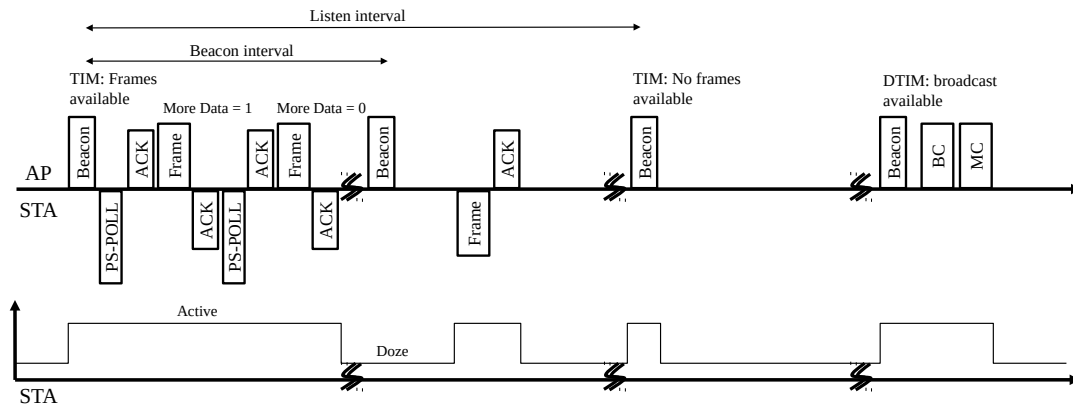 Listen interval
Beacon interval
TIM: Frames
available
More Data = 1
More Data = 0
TIM: No frames
available
DTIM: broadcast
available
Beacon
ACK
Frame
ACK
Frame
Beacon
ACK
Beacon
Beacon
BC
MC
AP
STA
PS-POLL
ACK
PS-POLL
ACK
Frame
Active
Doze
STA